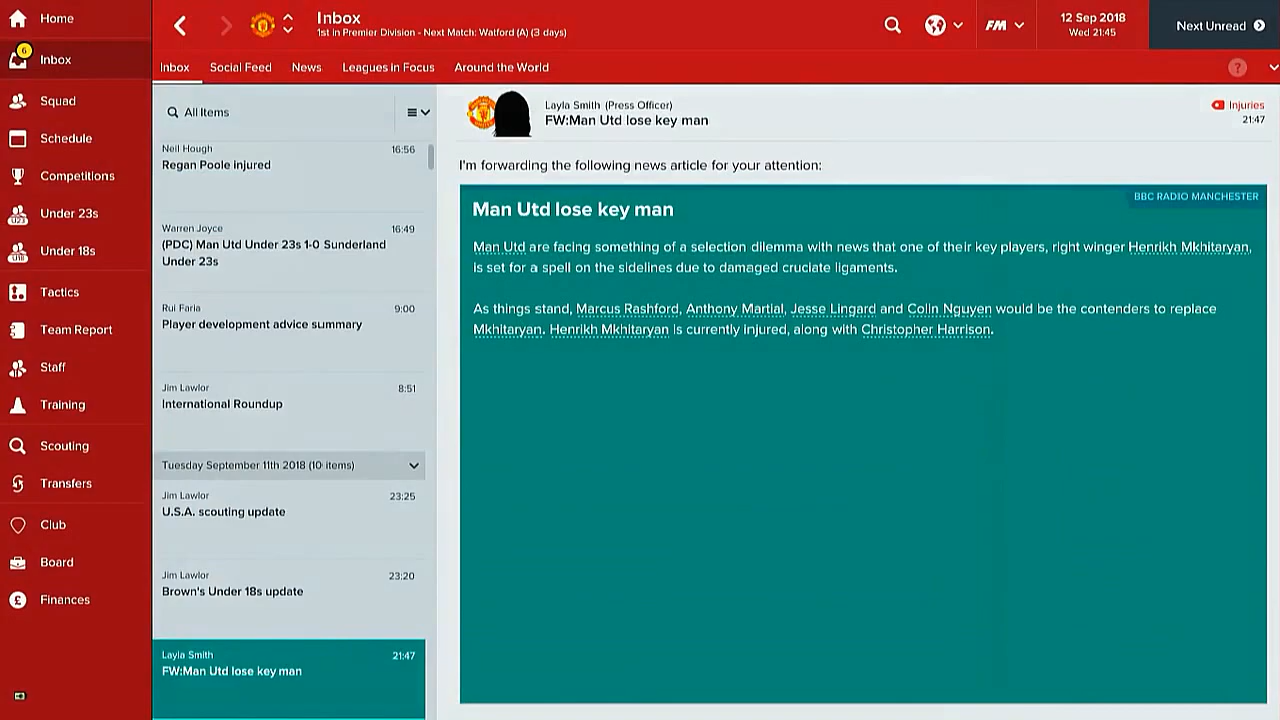 Home
6
Inbox
Squad
Schedule
Competitions
Under 23s
Under 18s
Tactics
Team Report
Staff
Training
Scouting
Transfers
Club
Board
Finances
Inbox
1st in Premier Division - Next Match: Watford (A) (3 days)
FM
12 Sep 2018
Wed 21:45
Next Unread
Inbox
Social Feed
News
Leagues in Focus
Around the World
?
All Items
Neil Hough
16:56
Regan Poole injured
Warren Joyce
16:49
(PDC) Man Utd Under 23s 1-0 Sunderland
Under 23s
Rui Faria
9:00
Player development advice summary
Jim Lawlor
8:51
International Roundup
Tuesday September 11th 2018 (10 items)
Jim Lawlor
23:25
U.S.A. scouting update
Jim Lawlor
23:20
Brown's Under 18s update
Layla Smith
21:47
FW:Man Utd lose key man
Layla Smith (Press Officer)
FW:Man Utd lose key man
Injuries
21:47
I'm forwarding the following news article for your attention:
BBC RADIO MANCHESTER
Man Utd lose key man
Man Utd are facing something of a selection dilemma with news that one of their key players, right winger Henrikh Mkhitaryan,
is set for a spell on the sidelines due to damaged cruciate ligaments.
As things stand, Marcus Rashford, Anthony Martial, Jesse Lingard and Colin Nguyen would be the contenders to replace
Mkhitaryan. Henrikh Mkhitaryan is currently injured, along with Christopher Harrison.